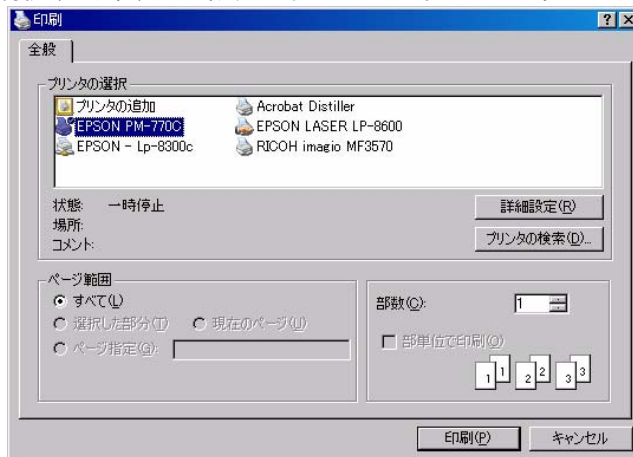 印刷
全般
プリンタの選択
プリンタの追加
Acrobat Distiller
EPSON PM-770C
EPSON LASER LP-8600
EPSON - Lp-8300c
RICOH imagio MF3570
状態: 一時停止
場所:
コメント:
詳細設定(R)
プリンタの検索(D)...
ページ範囲
すべて(L)
選択した部分(T) 現在のページ(U)
ページ指定(G):
部数(C): 1
部単位で印刷(O)
1 1 2 2 3 3
印刷(P) キャンセル